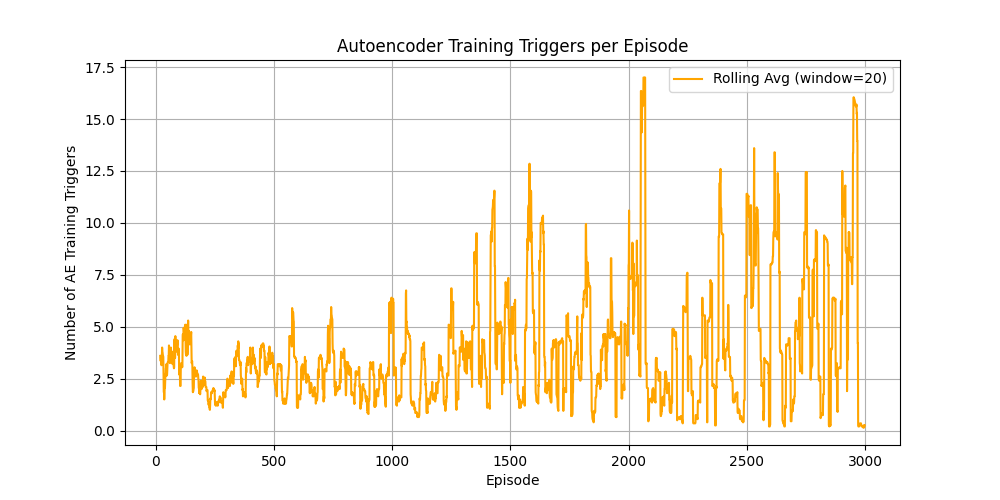 Autoencoder Training Triggers per Episode
Rolling Avg (window=20)
Number of AE Training Triggers
17.5
15.0
12.5
10.0
7.5
5.0
2.5
0.0
0 500 1000 1500 2000 2500 3000
Episode